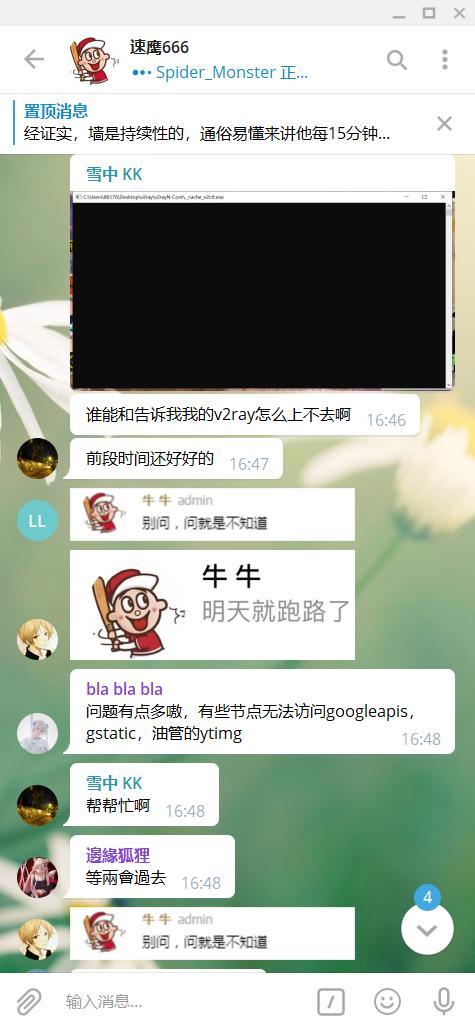 速鹰666
Spider_Monster 正...
置顶消息
经证实，墙是持续性的，通俗易懂来讲他每15分钟...
雪中 KK
C:\Users\86176\Desktop\v2ray\v2rayN-Core\._cache_v2ctl.exe
谁能和告诉我我的v2ray怎么上不去啊
16:46
前段时间还好好的
16:47
LL
牛 牛 admin
别问，问就是不知道
牛 牛
明天就跑路了
bla bla bla
问题有点多嗷，有些节点无法访问googleapis，
gstatic，油管的ytimg
16:48
雪中 KK
帮帮忙啊
16:48
邊緣狐狸
等兩會過去
16:48
4
牛 牛 admin
别问，问就是不知道
输入消息...